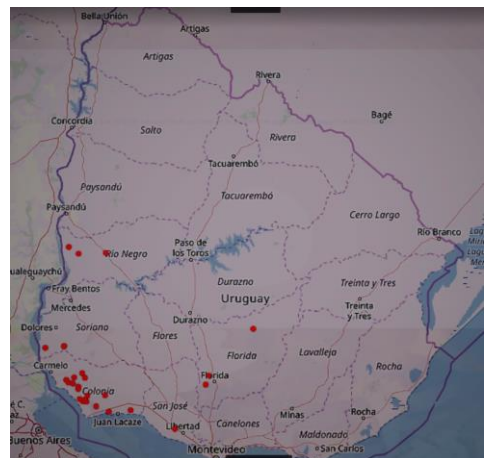 Bella Unión
Artigas
Artigas
Rivera
Bagé
Concordia
Salto
Rivera
Tacuarembó
Paysandú
Tacuarembó
Paysandú
Cerro Largo
Río Branco
Paso de
los Toros
Río Negro
ualeguaychú
Durazno
Treinta y Tres
Fray Bentos
Uruguay
Mercedes
Treinta
y Tres
Durazno
Dolores
Soriano
Flores
Florida
Lavalleja
Rocha
Carmelo
Florida
Colonia
San José
Minas
Rocha
Juan Lacaze
Libertad
Canelones
Maldonado
Buenos Aires
Montevideo
San Carlos